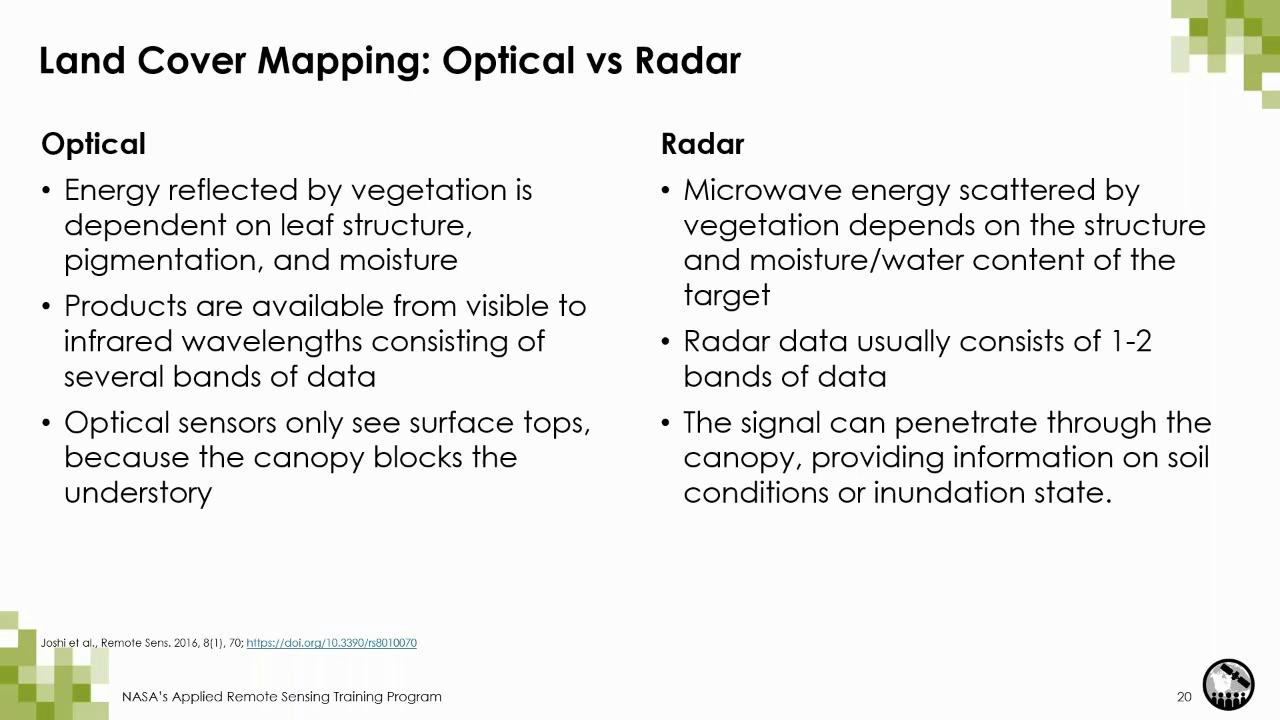 Land Cover Mapping: Optical vs Radar
Optical
• Energy reflected by vegetation is
dependent on leaf structure,
pigmentation, and moisture
• Products are available from visible to
infrared wavelengths consisting of
several bands of data
• Optical sensors only see surface tops,
because the canopy blocks the
understory
Radar
• Microwave energy scattered by
vegetation depends on the structure
and moisture/water content of the
target
• Radar data usually consists of 1-2
bands of data
• The signal can penetrate through the
canopy, providing information on soil
conditions or inundation state.
Joshi et al., Remote Sens. 2016, 8(1), 70; https://doi.org/10.3390/rs8010070
NASA's Applied Remote Sensing Training Program
20